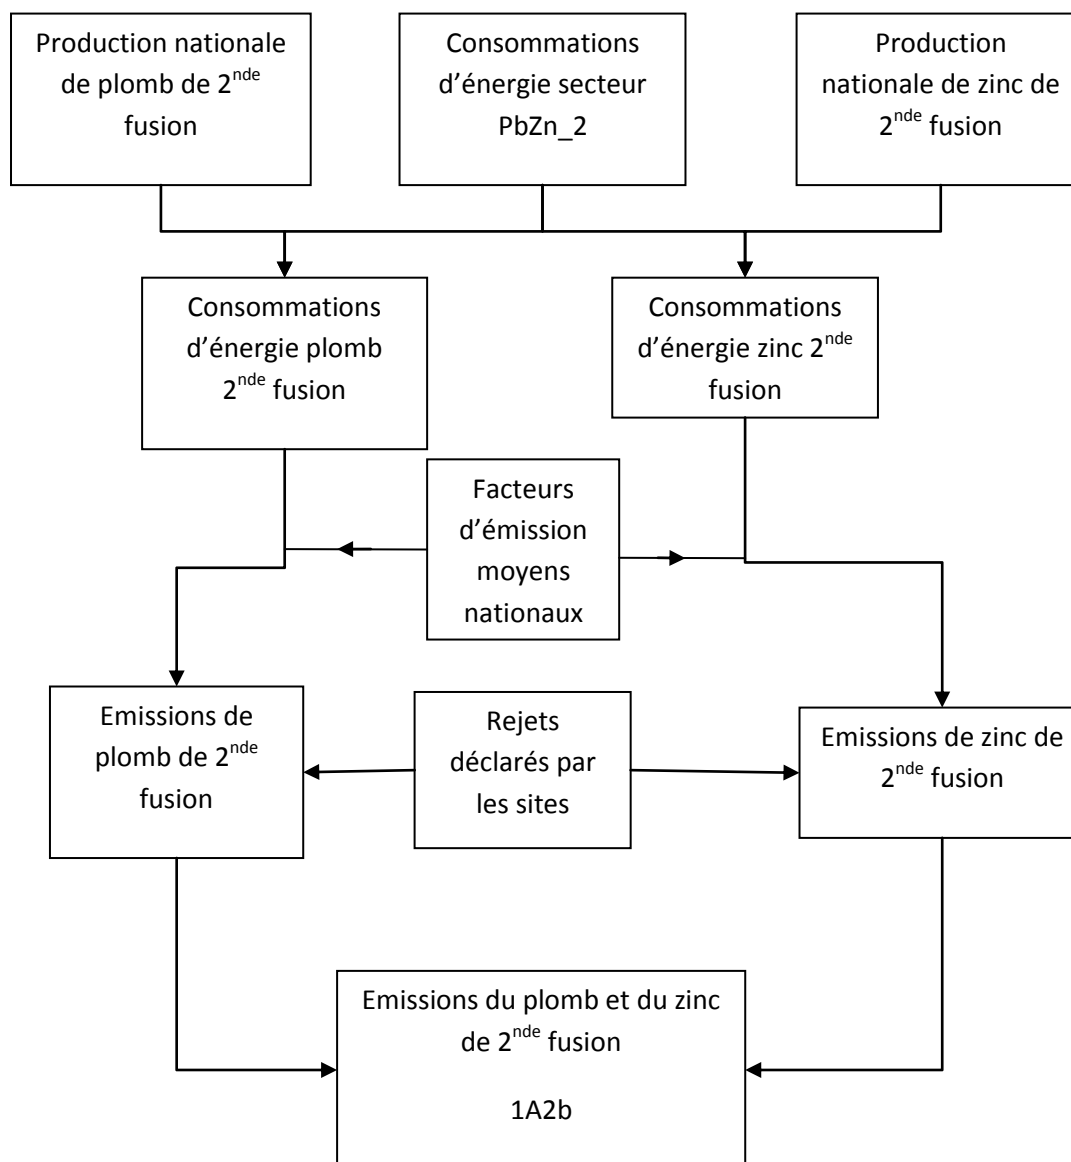 Production nationale
de plomb de 2nde
fusion
Consommations
d’énergie secteur
PbZn_2
Production
nationale de zinc de
2nde fusion
Consommations
d’énergie plomb
2nde fusion
Consommations
d’énergie zinc 2nde
fusion
Facteurs
d’émission
moyens
nationaux
Emissions de
plomb de 2nde
fusion
Rejets
déclarés par
les sites
Emissions de zinc de
2nde fusion
Emissions du plomb et du zinc
de 2nde fusion
1A2b